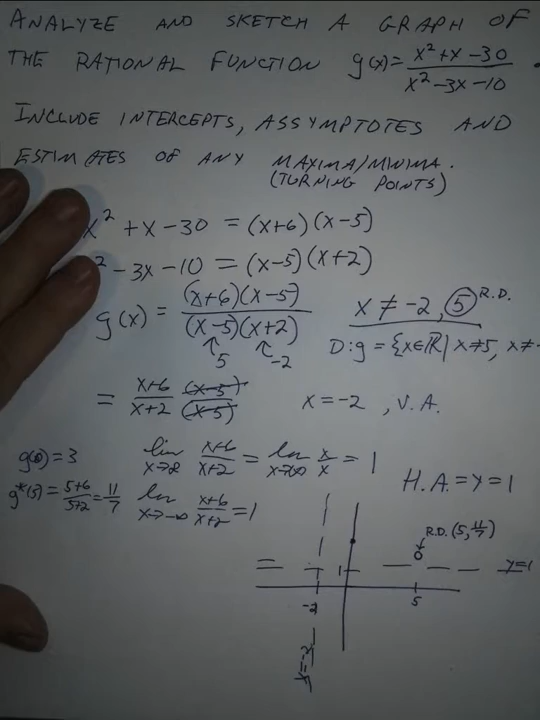 ANALYZE AND SKETCH A GRAPH OF
THE RATIONAL FUNCTION g(x) = (x²+x-30)/(x²-3x-10).
INCLUDE INTERCEPTS, ASSYMPTOTES AND
ESTIMATES OF ANY MAXIMA/MINIMA.
(TURNING POINTS)
x² + x - 30 = (x+6)(x-5)
² - 3x - 10 = (x-5)(x+2)
g(x) = (x+6)(x-5)/(x-5)(x+2) x ≠ -2, 5 R.D.
↑5 ↑-2 D:g = {x∈ℝ| x≠5, x≠-
= (x+6)/(x+2) (x-5)/(x-5) x = -2, V.A.
g(0) = 3 lim x→∞ (x+6)/(x+2) = lim x→∞ x/x = 1
H.A = y = 1
g*(5) = (5+6)/(5+2) = 11/7 lim x→-∞ (x+6)/(x+2) = 1
R.D. (5, 11/7)
1 y=1
-2 5
x=-2